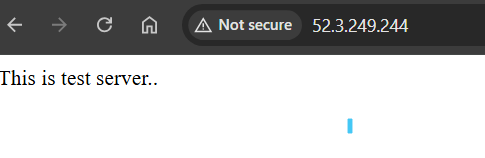 Not secure 52.3.249.244
This is test server..